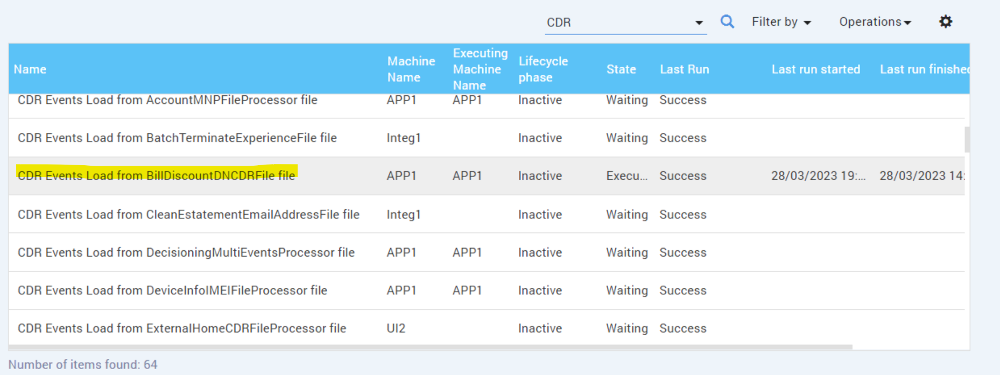 CDR Filter by Operations
Name Machine Name Executing Machine Name Lifecycle phase State Last Run Last run started Last run finished
CDR Events Load from AccountMNPFileProcessor file APP1 APP1 Inactive Waiting Success
CDR Events Load from BatchTerminateExperienceFile file Integ1 Inactive Waiting Success
CDR Events Load from BillDiscountDNCDRFile file APP1 APP1 Inactive Execu... Success 28/03/2023 19:... 28/03/2023 14:
CDR Events Load from CleanEstatementEmailAddressFile file Integ1 Inactive Waiting Success
CDR Events Load from DecisioningMultiEventsProcessor file APP1 APP1 Inactive Waiting Success
CDR Events Load from DeviceInfoIMEIFileProcessor file APP1 APP1 Inactive Waiting Success
CDR Events Load from ExternalHomeCDRFileProcessor file UI2 Inactive Waiting Success
Number of items found: 64